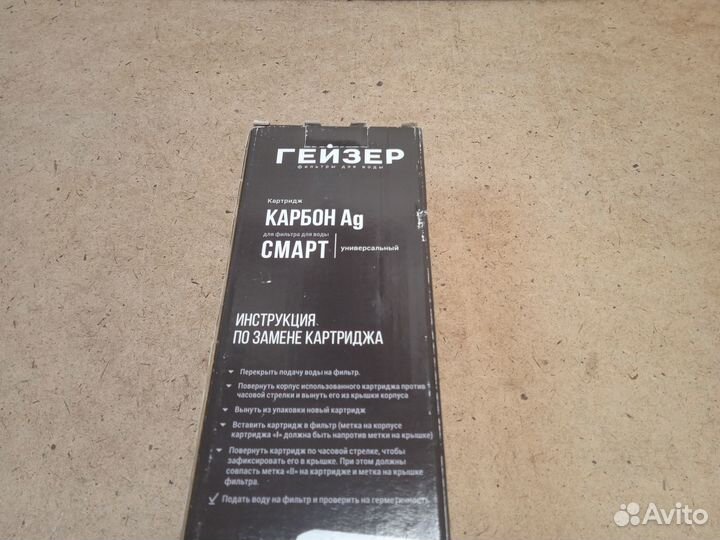 ГЕЙЗЕР
фильтры для воды
Картридж
КАРБОН Ag
для фильтра для воды
СМАРТ
универсальный
ИНСТРУКЦИЯ
ПО ЗАМЕНЕ КАРТРИДЖА
Перекрыть подачу воды на фильтр.
Повернуть корпус использованного картриджа против
часовой стрелки и вынуть его из крышки корпуса
Вынуть из упаковки новый картридж
Вставить картридж в фильтр (метка на корпусе
картриджа «I» должна быть напротив метки на крышке)
Повернуть картридж по часовой стрелке, чтобы
зафиксировать его в крышке. При этом должны
совпасть метка «II» на картридже и метка на крышке
фильтра.
Подать воду на фильтр и проверить на герметичность.
Avito